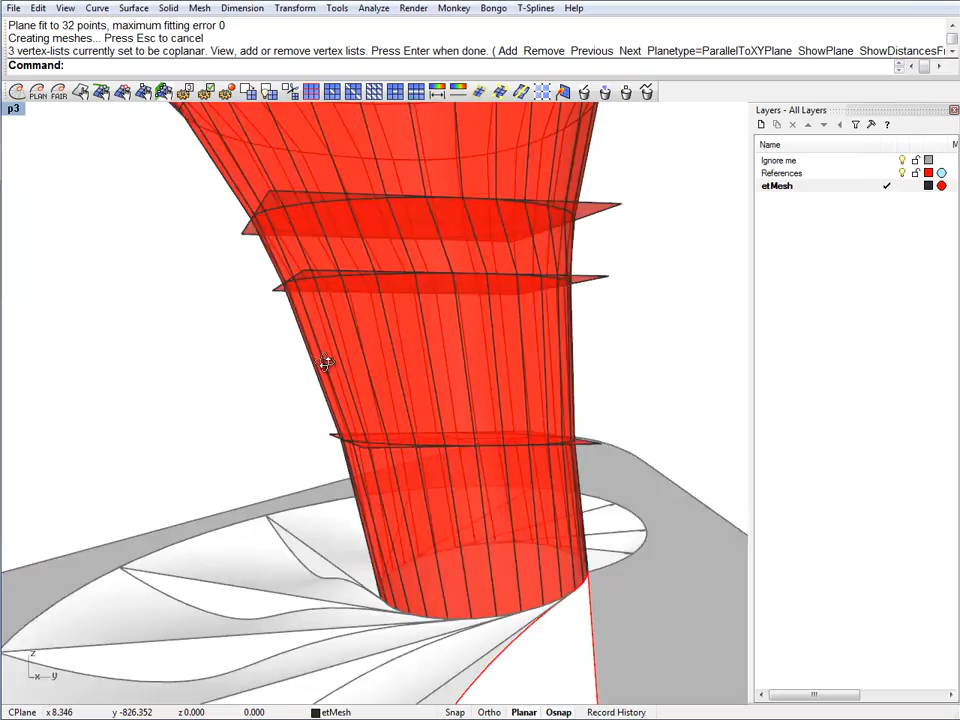 File Edit View Curve Surface Solid Mesh Dimension Transform Tools Analyze Render Monkey Bongo T-Splines Help
Plane fit to 32 points, maximum fitting error 0
Creating meshes... Press Esc to cancel
3 vertex-lists currently set to be coplanar. View, add or remove vertex lists. Press Enter when done. ( Add Remove Previous Next Planetype=ParallelToXYPlane ShowPlane ShowDistancesFr
Command:
PLAN FAIR
p3
Layers - All Layers
?
Name M
Ignore me
References
etMesh
z
x y
CPlane x 8.346 y -826.352 z 0.000 0.000 etMesh Snap Ortho Planar Osnap Record History